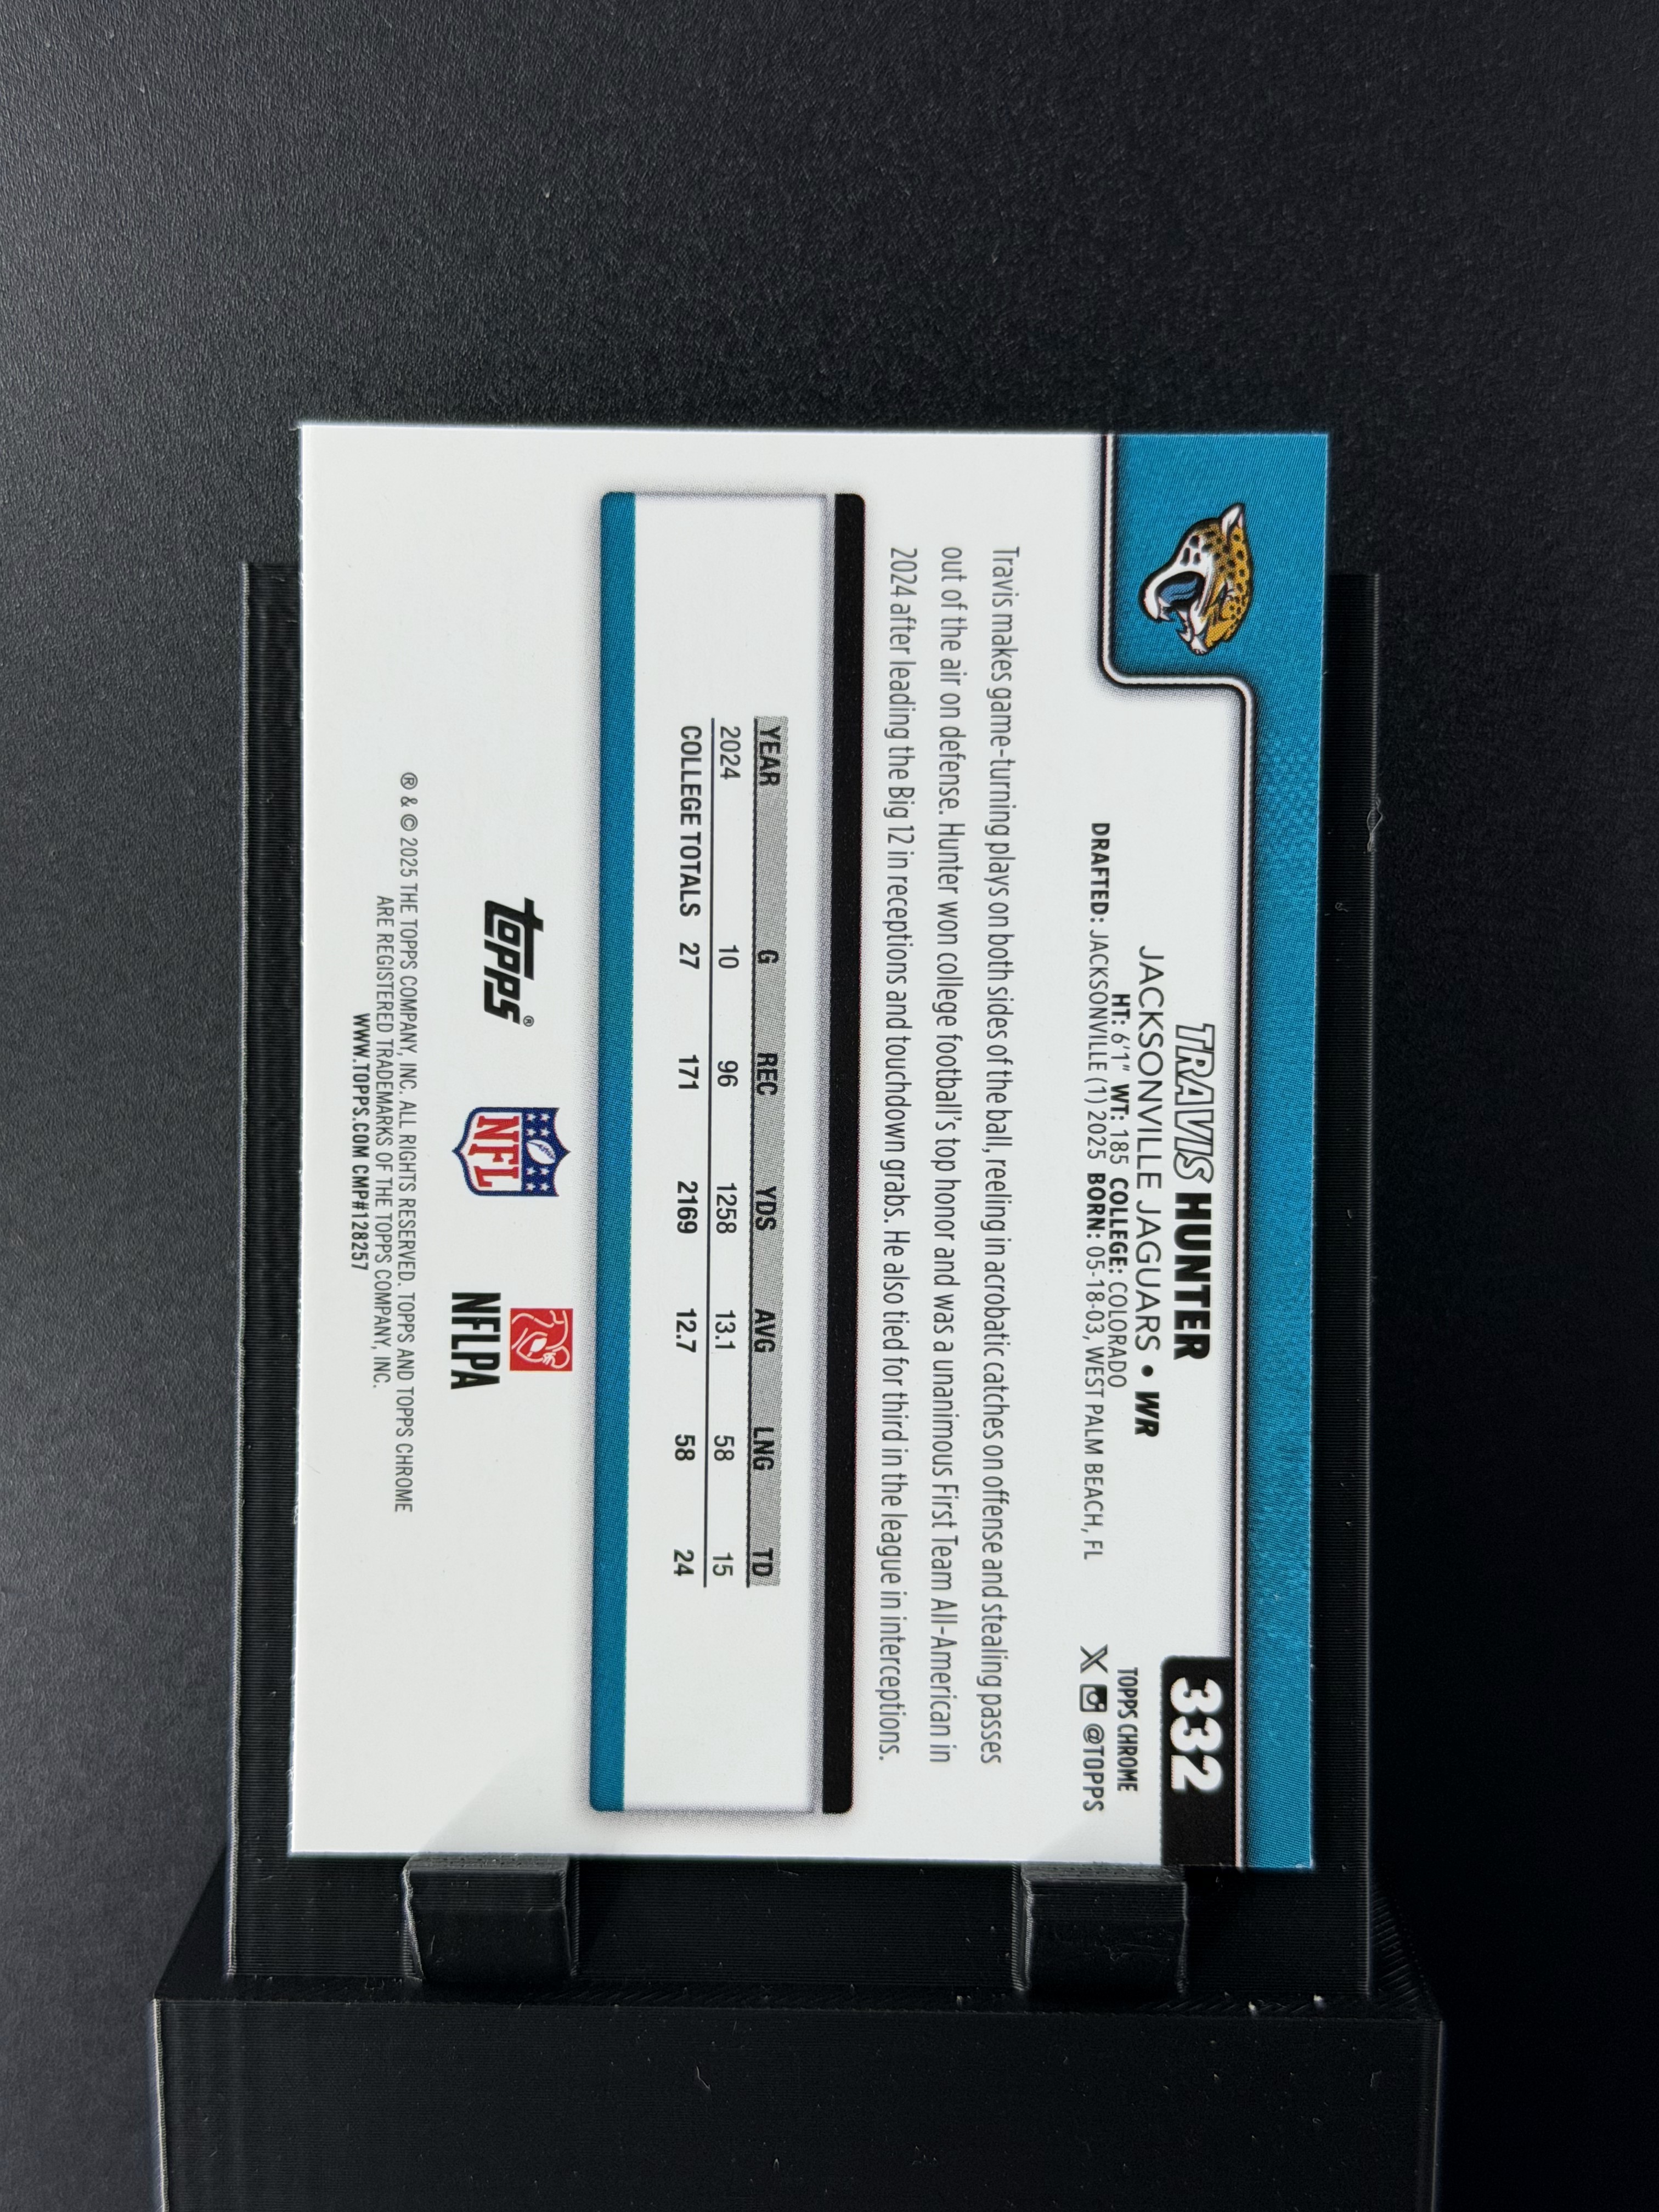 332
TRAVIS HUNTER
JACKSONVILLE JAGUARS • WR
HT: 6'1" WT: 185 COLLEGE: COLORADO
DRAFTED: JACKSONVILLE (1) 2025 BORN: 05-18-03, WEST PALM BEACH, FL
TOPPS CHROME
X @TOPPS
Travis makes game-turning plays on both sides of the ball, reeling in acrobatic catches on offense and stealing passes
out of the air on defense. Hunter won college football's top honor and was a unanimous First Team All-American in
2024 after leading the Big 12 in receptions and touchdown grabs. He also tied for third in the league in interceptions.
YEAR G REC YDS AVG LNG TD
2024 10 96 1258 13.1 58 15
COLLEGE TOTALS 27 171 2169 12.7 58 24
topps®
NFL
NFLPA
® & © 2025 THE TOPPS COMPANY, INC. ALL RIGHTS RESERVED. TOPPS AND TOPPS CHROME
ARE REGISTERED TRADEMARKS OF THE TOPPS COMPANY, INC.
WWW.TOPPS.COM CMP#128257